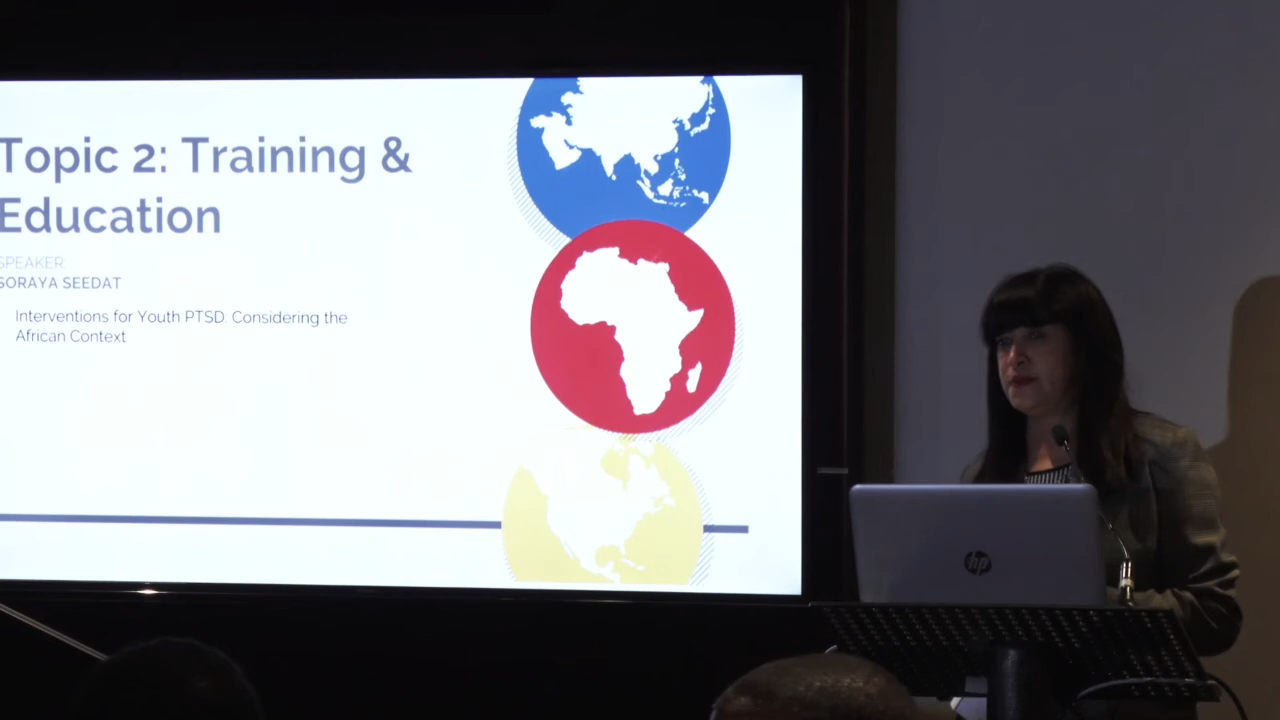 Topic 2: Training &
Education
SPEAKER:
SORAYA SEEDAT
Interventions for Youth PTSD: Considering the
African Context
hp